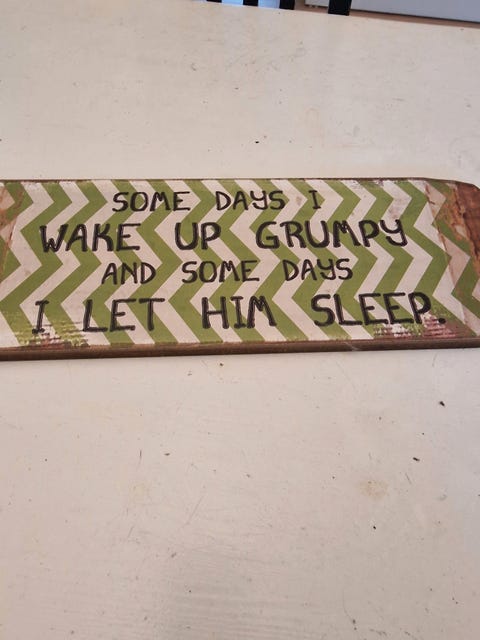 SOME DAYS I
WAKE UP GRUMPY
AND SOME DAYS
I LET HIM SLEEP.